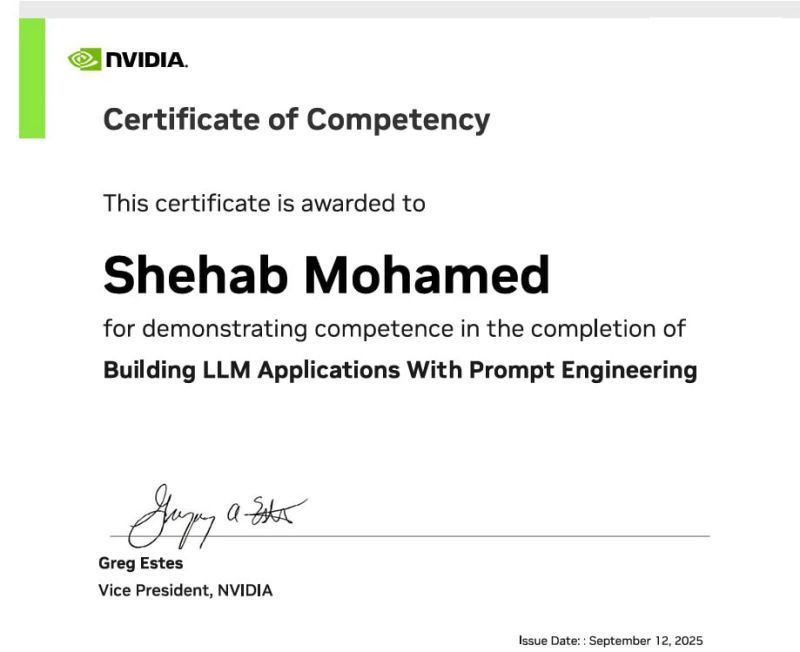 NVIDIA.
Certificate of Competency
This certificate is awarded to
Shehab Mohamed
for demonstrating competence in the completion of
Building LLM Applications With Prompt Engineering
Greg Estes
Vice President, NVIDIA
Issue Date: : September 12, 2025